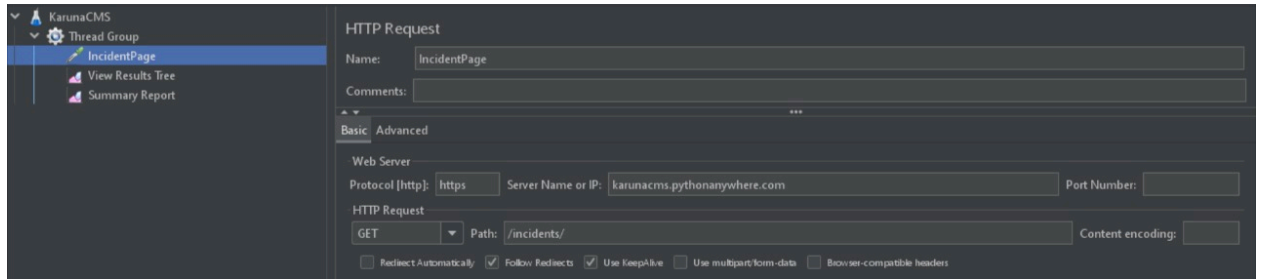 KarunaCMS
Thread Group
IncidentPage
View Results Tree
Summary Report
HTTP Request
Name: IncidentPage
Comments:
Basic Advanced
Web Server
Protocol [http]: https Server Name or IP: karunacms.pythonanywhere.com Port Number:
HTTP Request
GET Path: /incidents/ Content encoding:
Redirect Automatically Follow Redirects Use KeepAlive Use multipart/form-data Browser-compatible headers